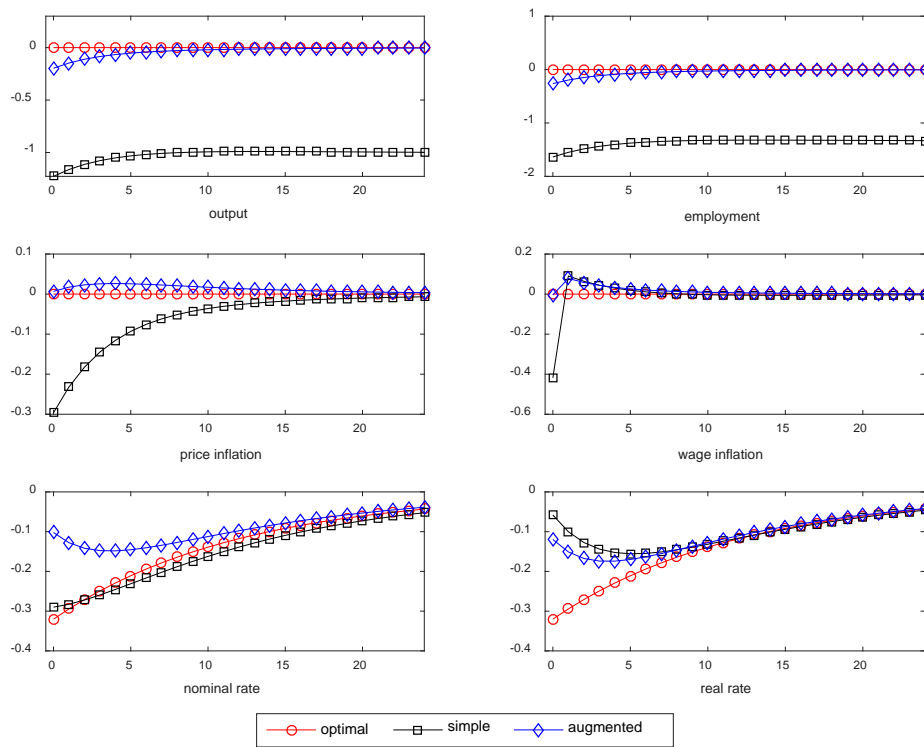 0
-0.5
-1
0 5 10 15 20
output
1
0
-1
-2
0 5 10 15 20
employment
0.1
0
-0.1
-0.2
-0.3
0 5 10 15 20
price inflation
0.2
0
-0.2
-0.4
-0.6
0 5 10 15 20
wage inflation
0
-0.1
-0.2
-0.3
-0.4
0 5 10 15 20
nominal rate
0
-0.1
-0.2
-0.3
-0.4
0 5 10 15 20
real rate
optimal simple augmented